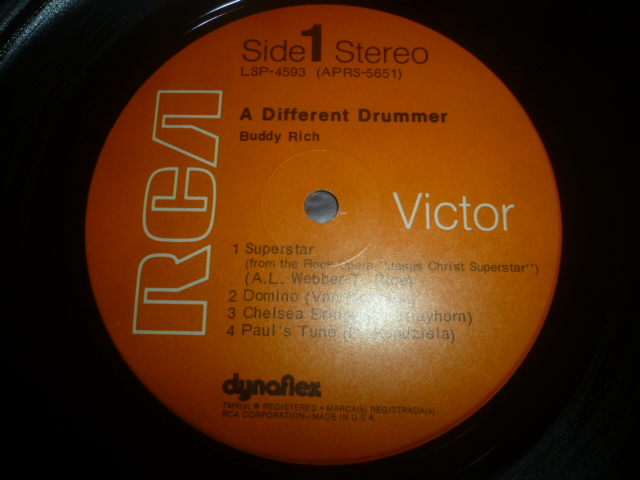 Side 1 Stereo
LSP-4593 (APRS-5651)
A Different Drummer
Buddy Rich
RCA
Victor
1 Superstar
(from the Rock Opera "Jesus Christ Superstar")
(A.L. Webber-T. Rice)
2 Domino (Van
3 Chelsea
4 Paul's Tune
dynaflex
TMK(s) ® REGISTERED • MARCA(s) REGISTRADA(s)
RCA CORPORATION—MADE IN U.S.A.